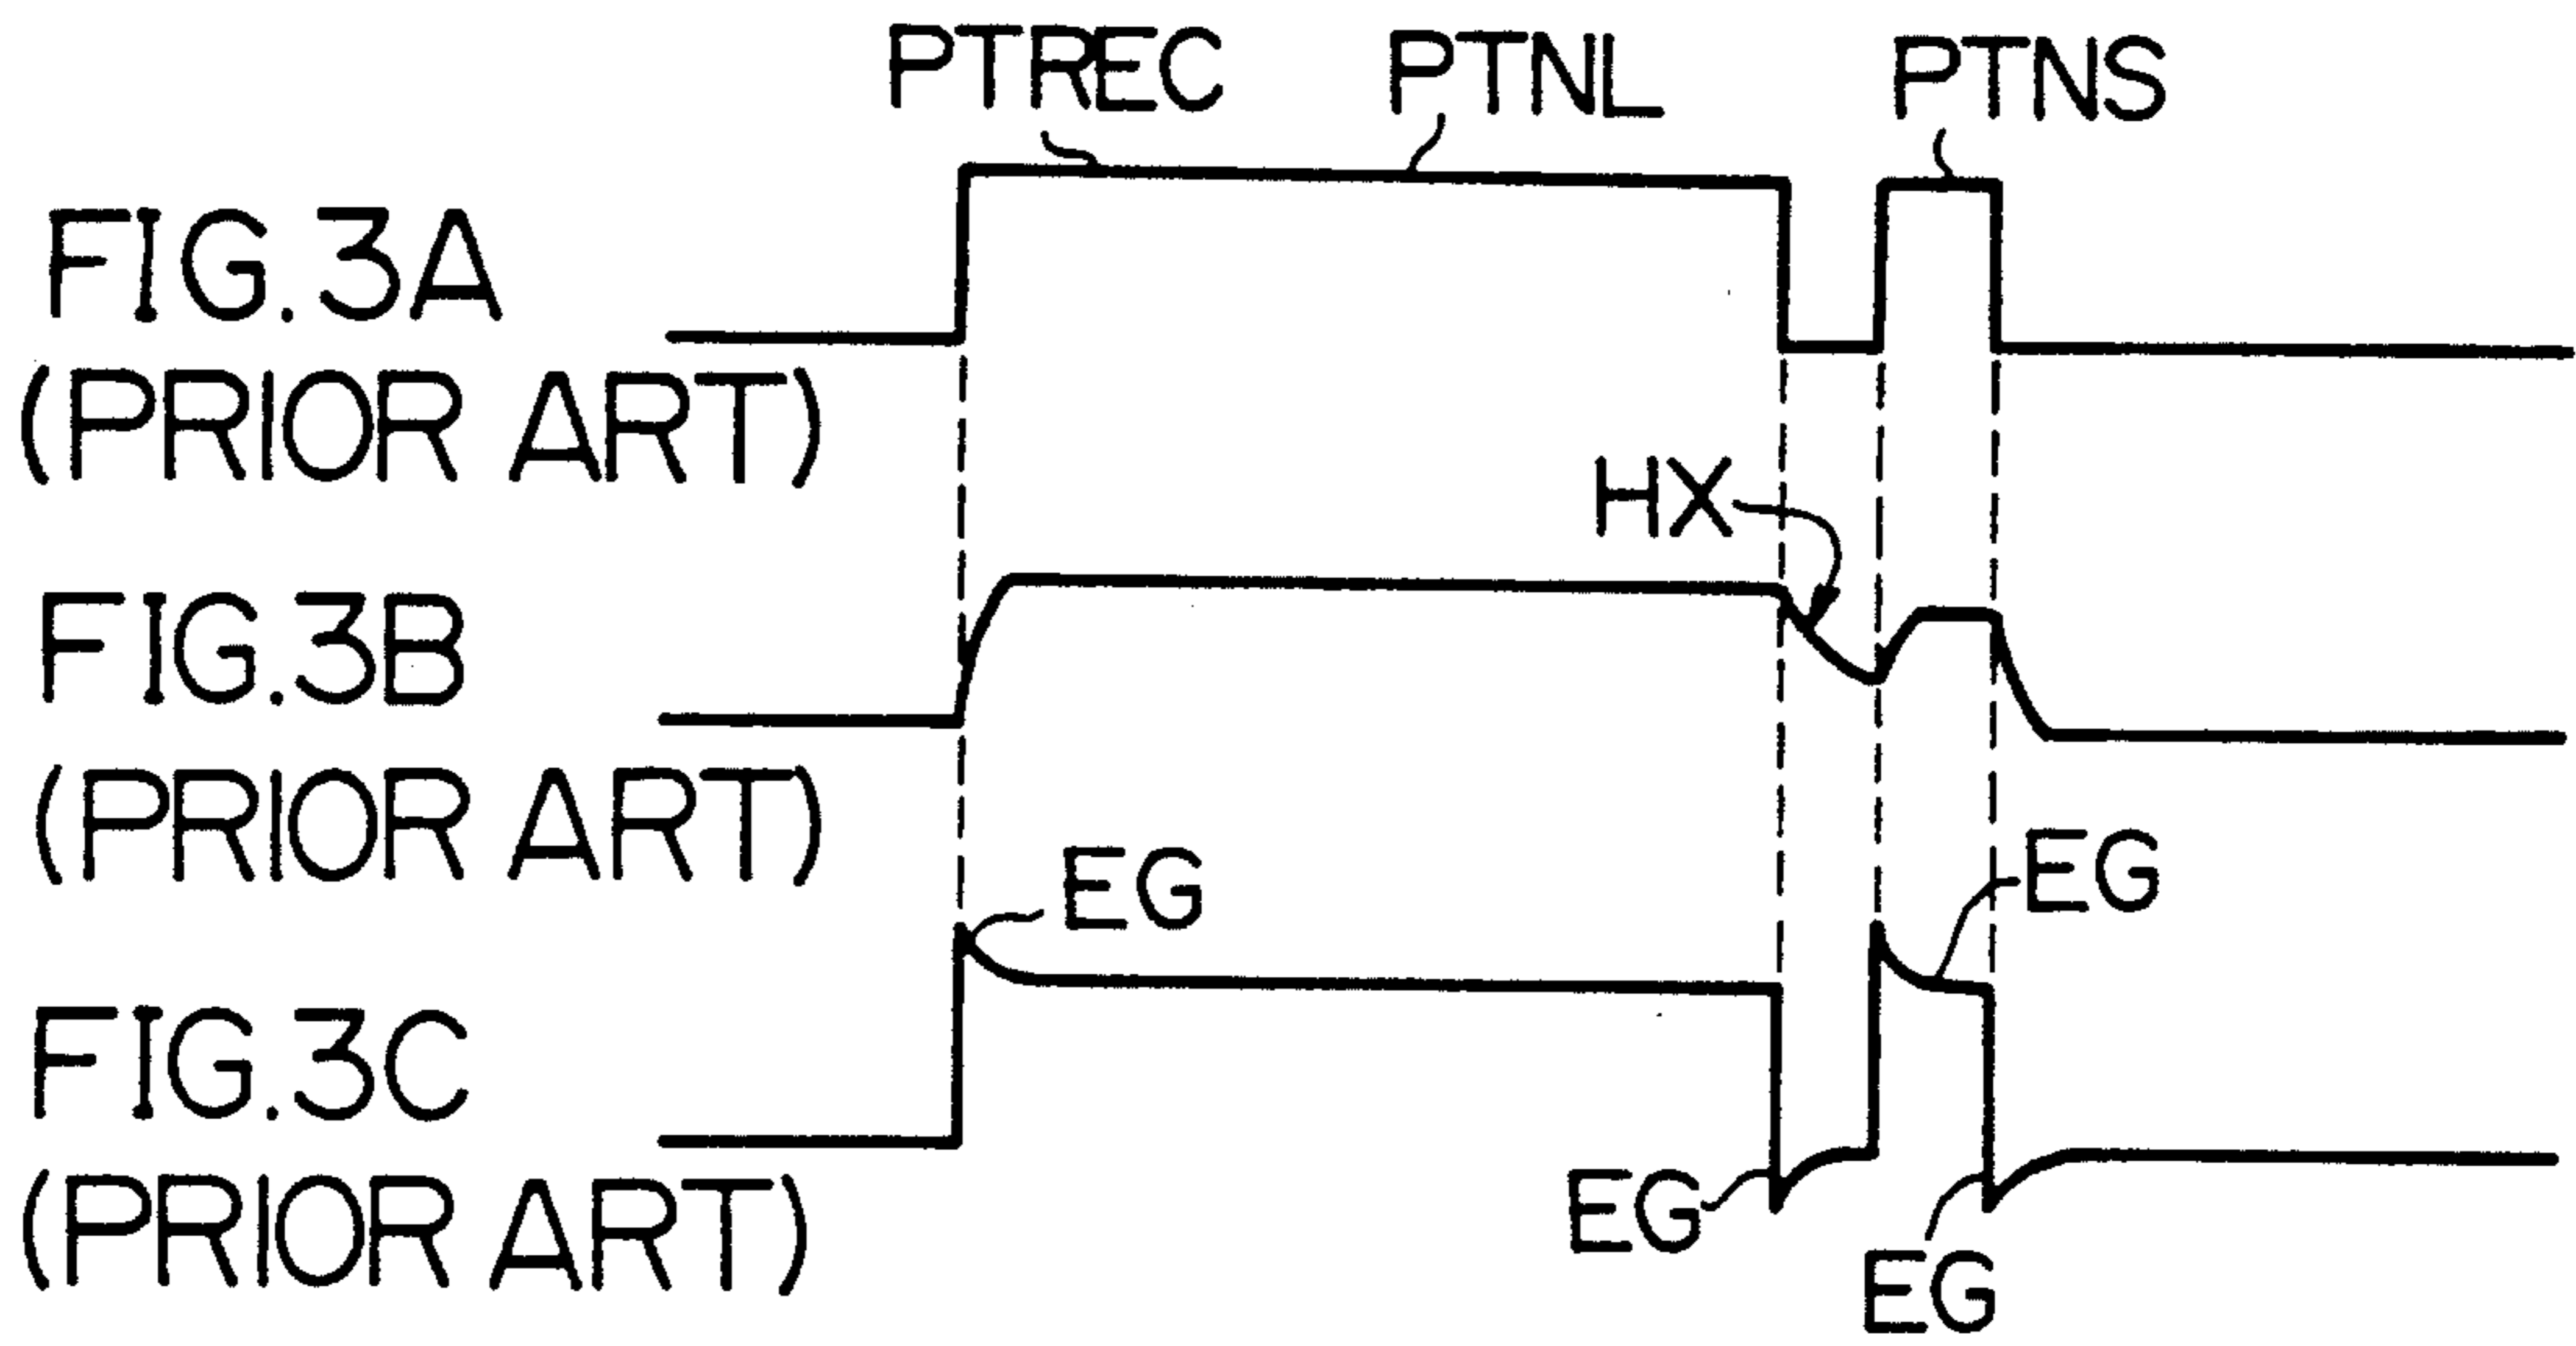 PTREC PTNL PTNS
FIG.3A
(PRIOR ART)
HX
FIG.3B
(PRIOR ART)
EG
EG
FIG.3C
(PRIOR ART)
EG
EG